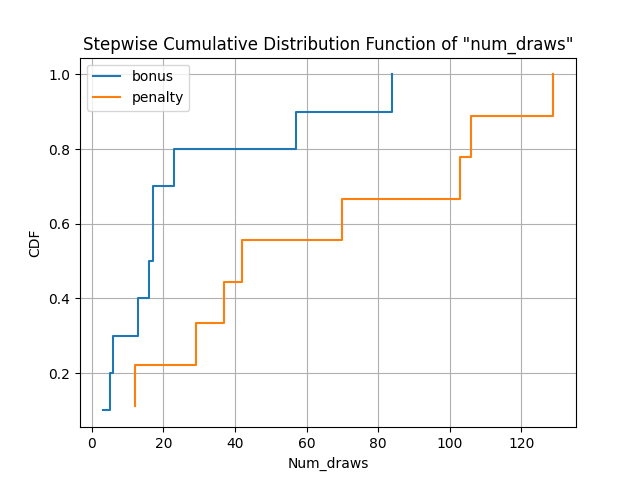 Stepwise Cumulative Distribution Function of "num_draws"
bonus
penalty
1.0
0.8
0.6
0.4
0.2
CDF
0 20 40 60 80 100 120
Num_draws